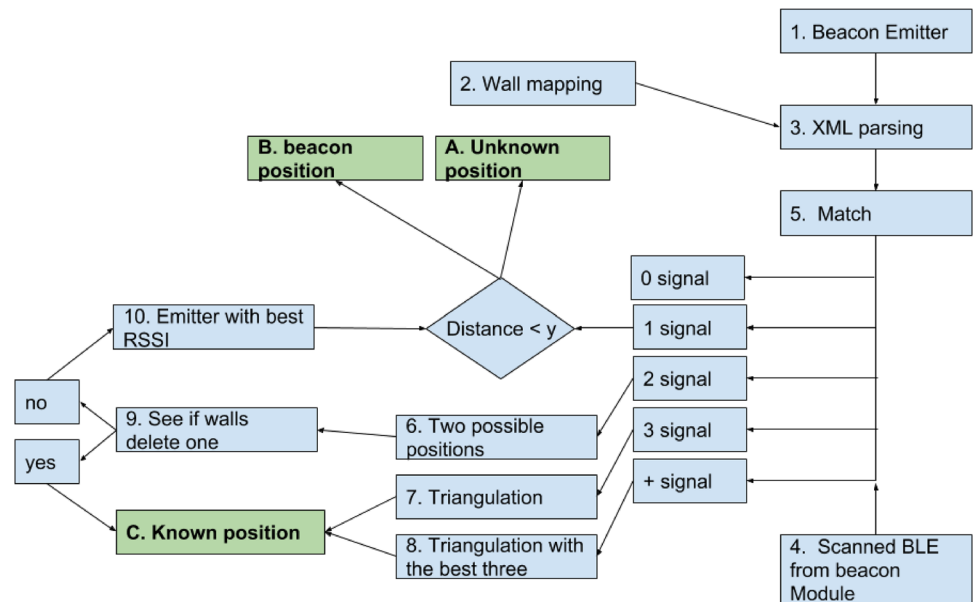 1. Beacon Emitter
2. Wall mapping
3. XML parsing
B. beacon
position
A. Unknown
position
5.  Match
0 signal
10. Emitter with best
RSSI
Distance < y
1 signal
2 signal
no
9. See if walls
delete one
6. Two possible
positions
3 signal
yes
+ signal
7. Triangulation
C. Known position
8. Triangulation with
the best three
4.  Scanned BLE
from beacon
Module